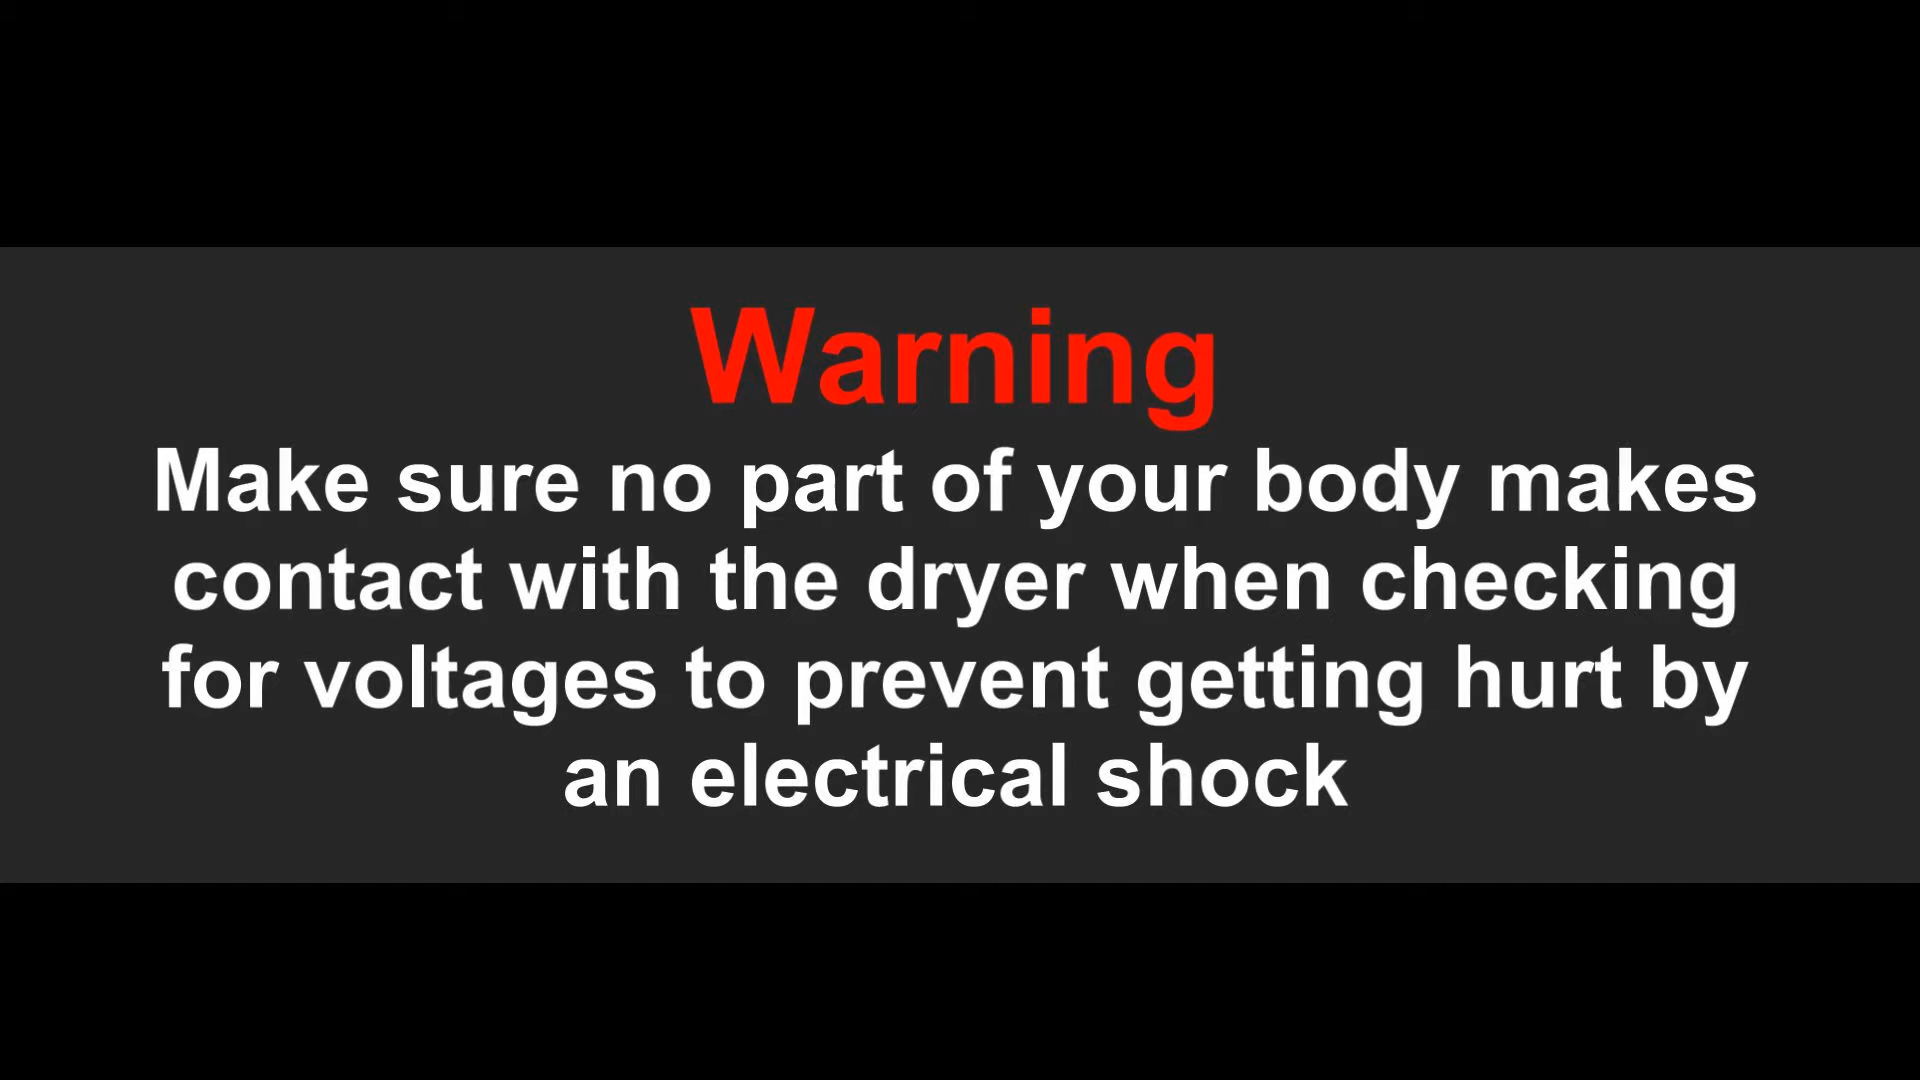 Warning
Make sure no part of your body makes
contact with the dryer when checking
for voltages to prevent getting hurt by
an electrical shock